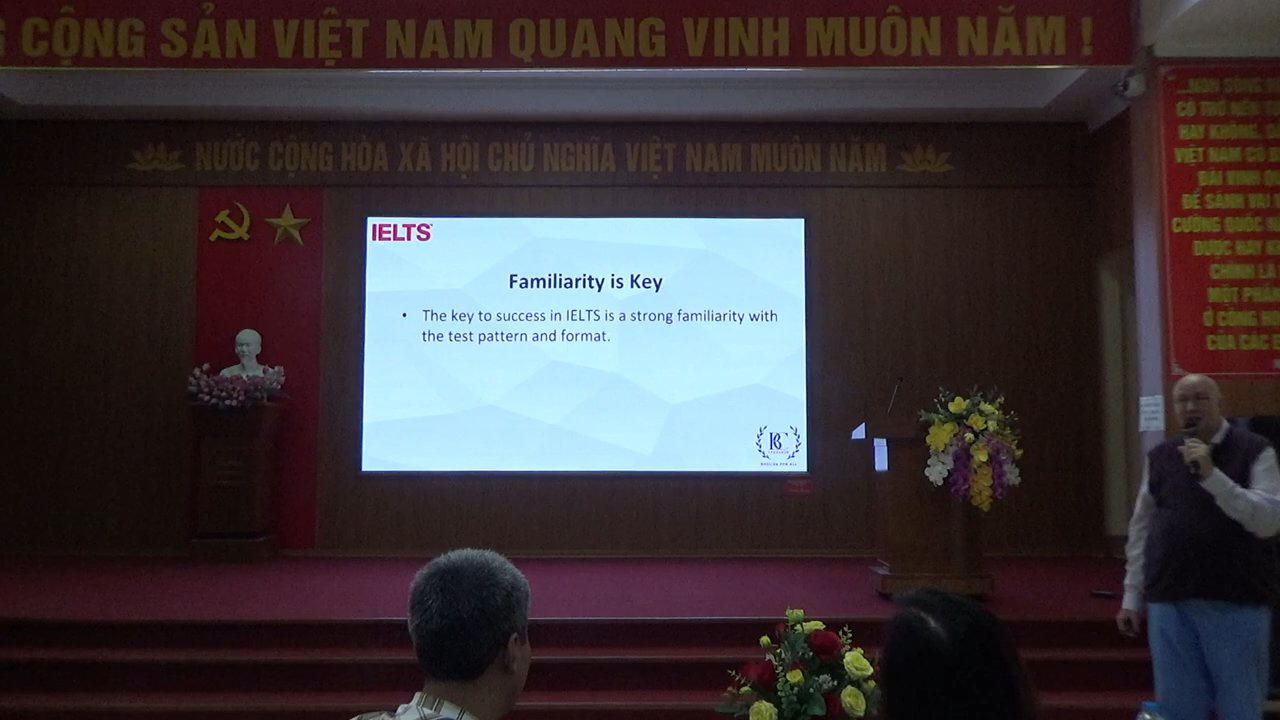 CỘNG SẢN VIỆT NAM QUANG VINH MUÔN NĂM !
NƯỚC CỘNG HÒA XÃ HỘI CHỦ NGHĨA VIỆT NAM MUÔN NĂM
IELTS
Familiarity is Key
• The key to success in IELTS is a strong familiarity with
the test pattern and format.
...NON SÔNG
CÓ TRỞ NÊN
HAY KHÔNG,
VIỆT NAM CÓ
ĐÀI VINH
ĐỂ SÁNH VAI
CƯỜNG QUỐC
ĐƯỢC HAY
CHÍNH LÀ
MỘT PHẦN
Ở CÔNG
CỦA CÁC